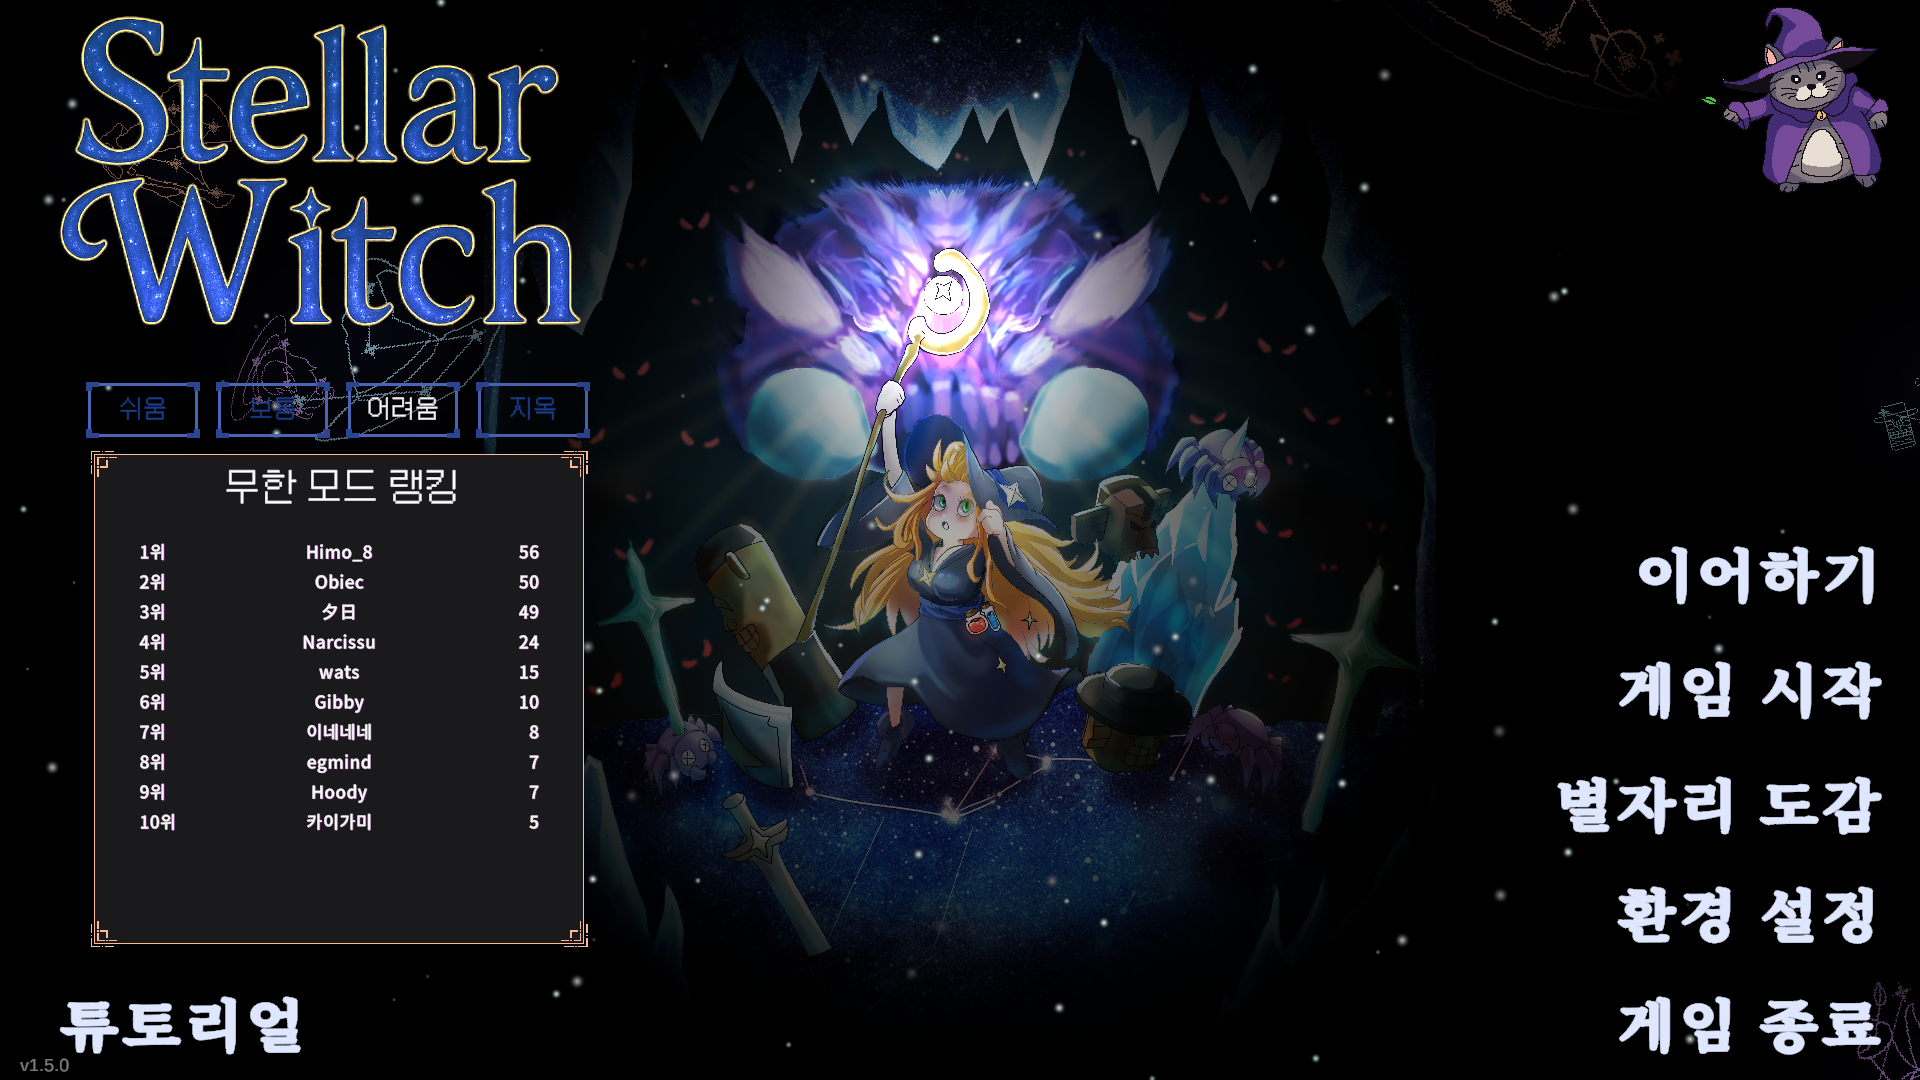 Stellar
Witch
쉬움 보통 어려움 지옥
무한 모드 랭킹
1위 Himo_8 56
2위 Obiec 50
3위 夕日 49
4위 Narcissu 24
5위 wats 15
6위 Gibby 10
7위 이네네네 8
8위 egmind 7
9위 Hoody 7
10위 카이가미 5
이어하기
게임 시작
별자리 도감
환경 설정
게임 종료
튜토리얼
v1.5.0